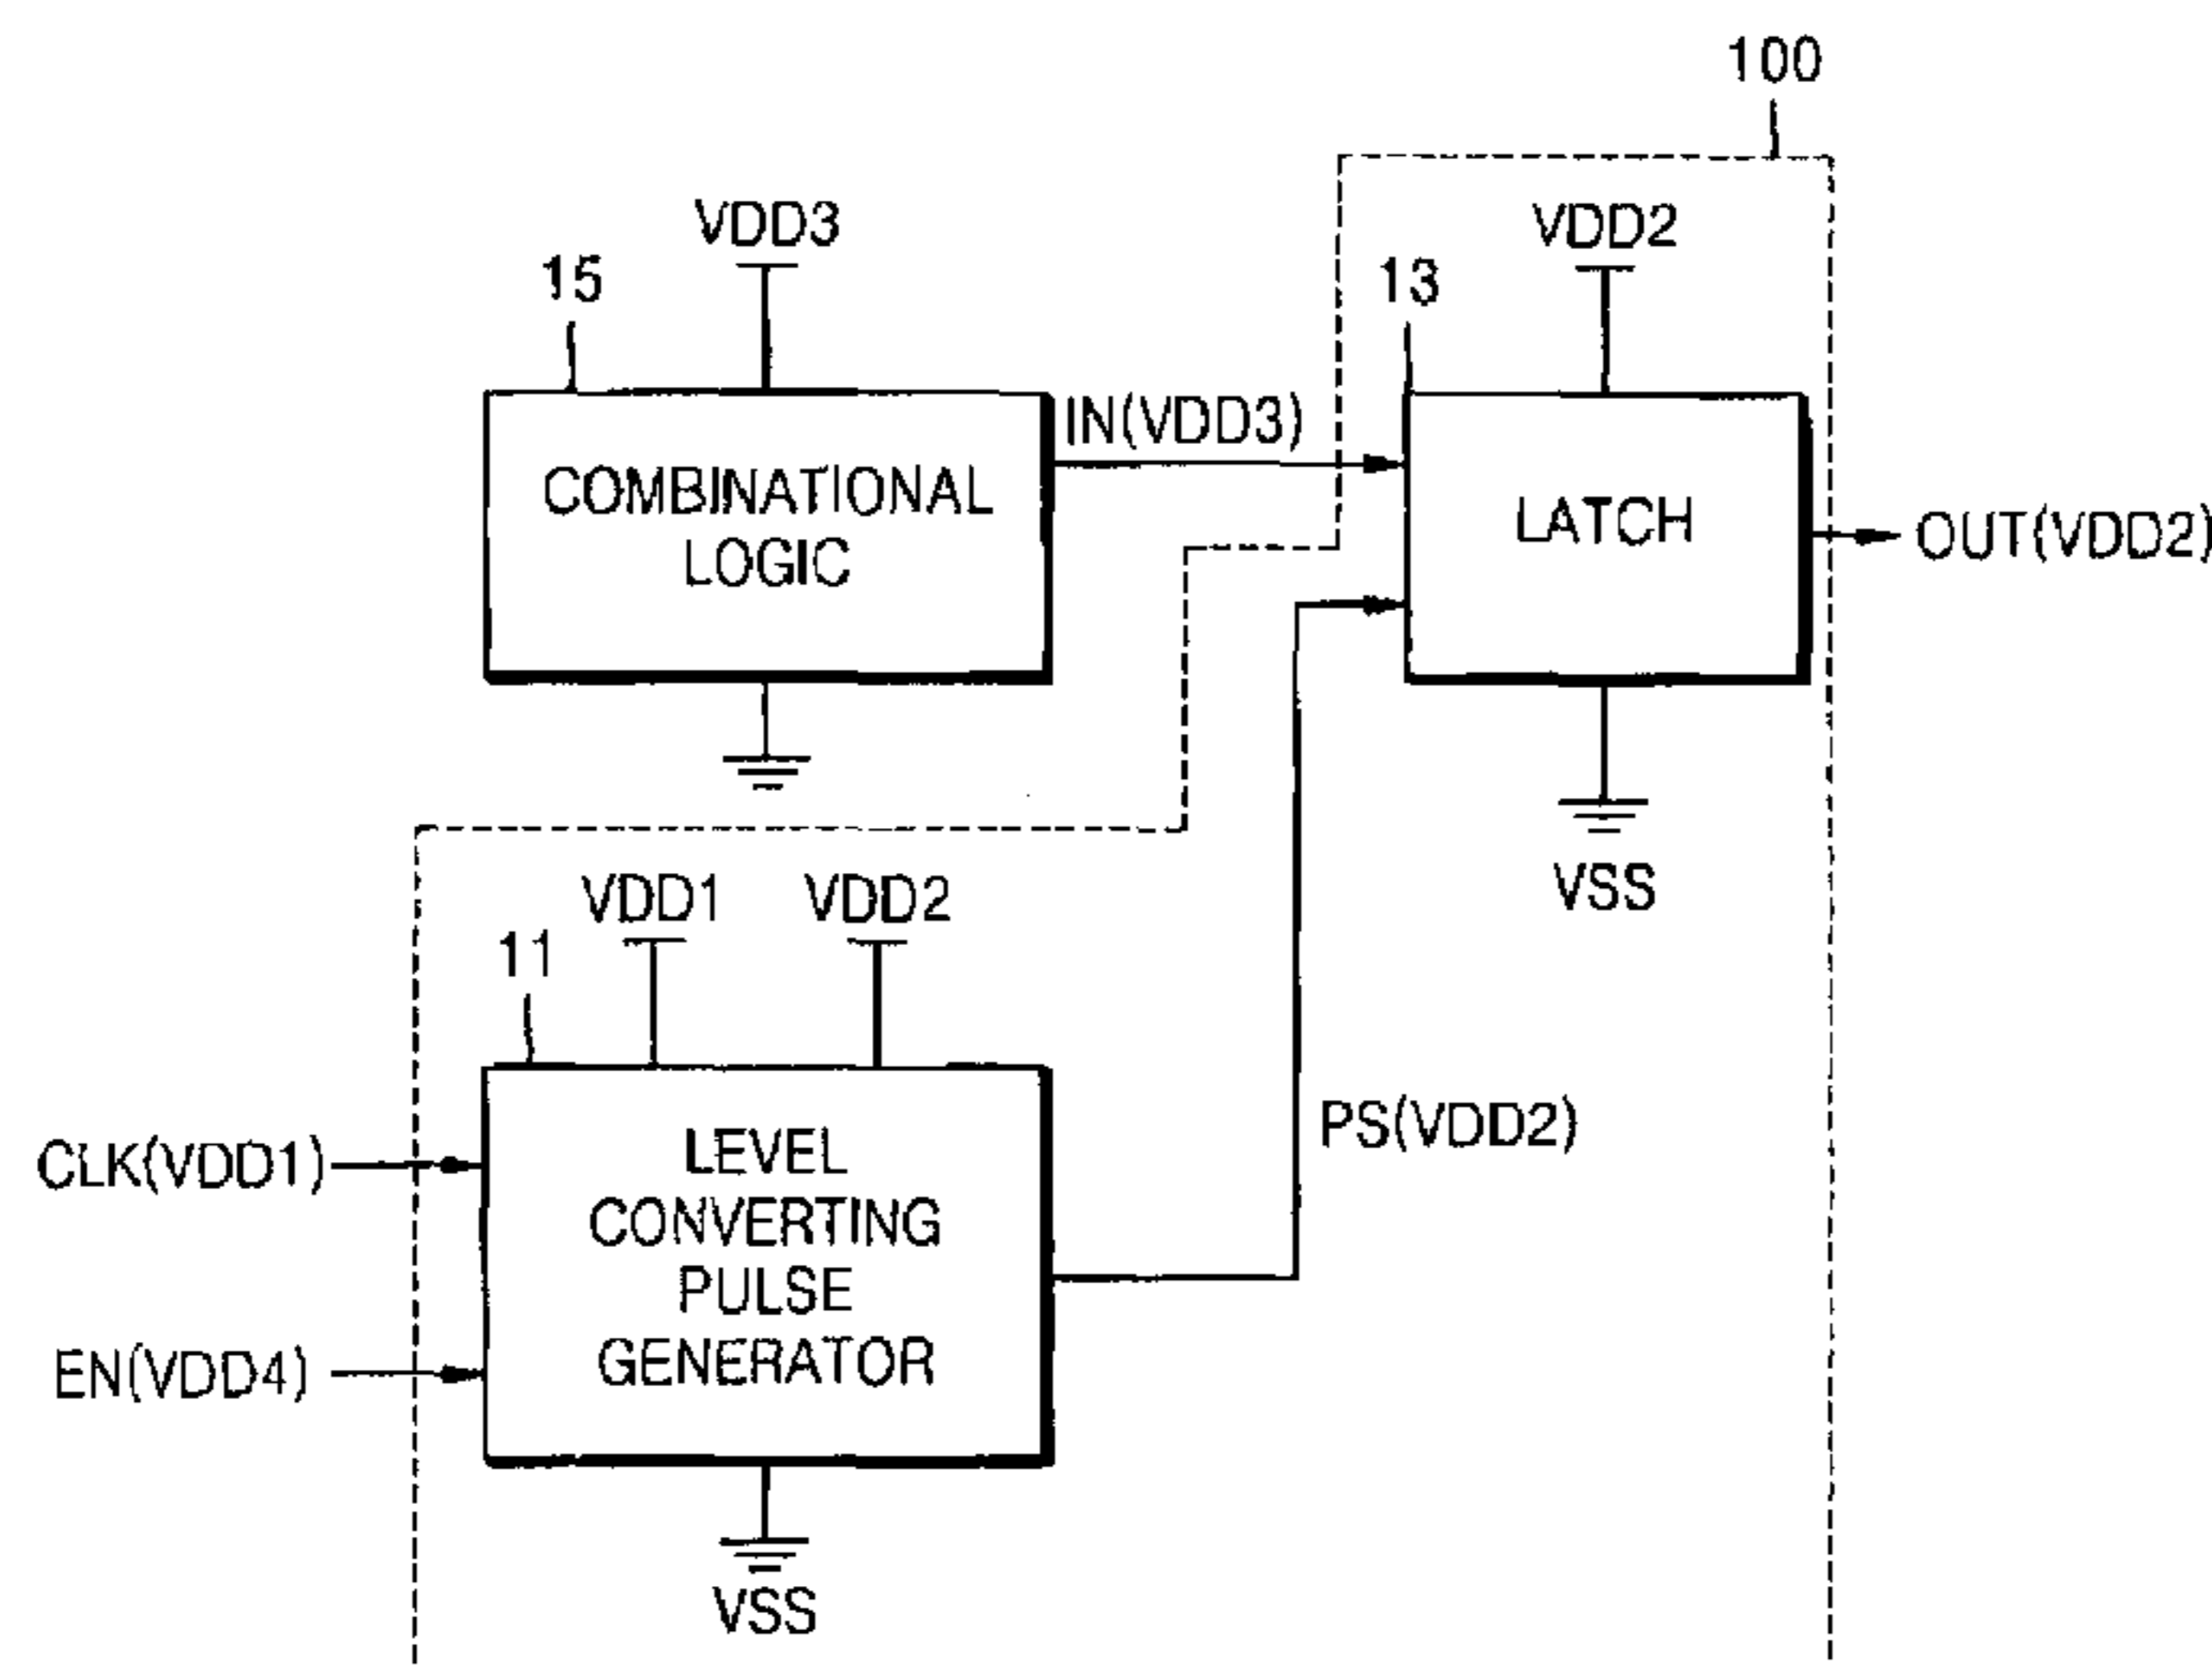 100
VDD3
VDD2
15
13
IN(VDD3)
COMBINATIONAL
LOGIC
LATCH
OUT(VDD2)
VSS
VDD1
VDD2
11
CLK(VDD1)
EN(VDD4)
LEVEL
CONVERTING
PULSE
GENERATOR
PS(VDD2)
VSS